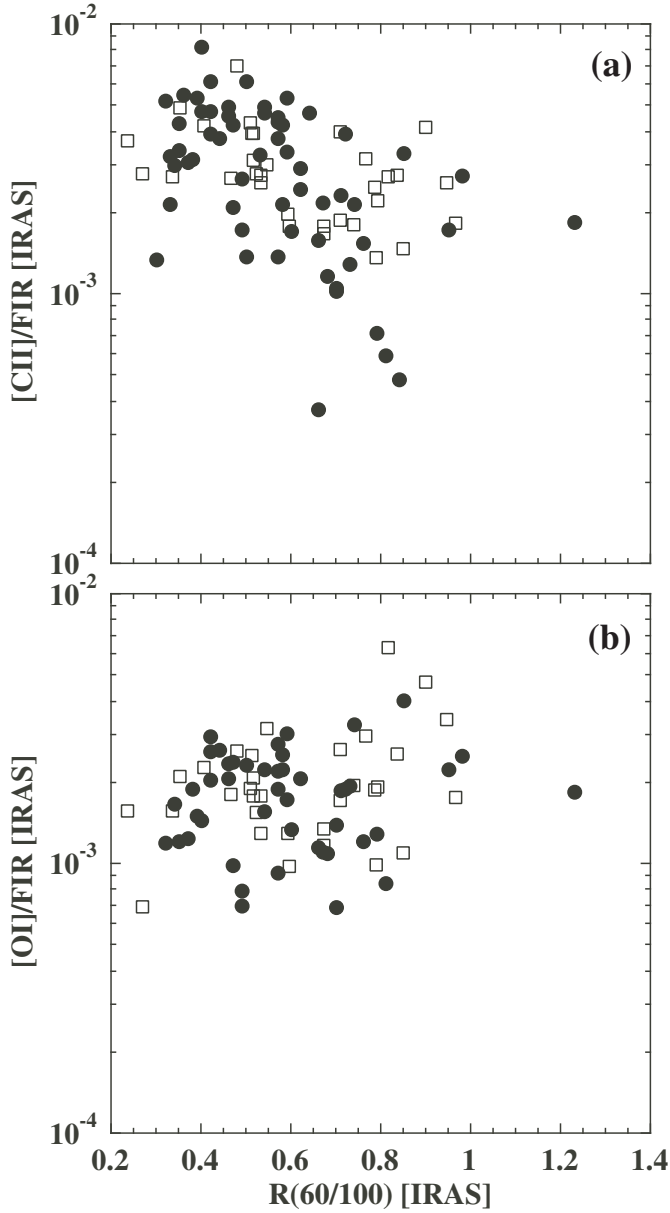 10⁻²
(a)
[CII]/FIR [IRAS]
10⁻³
10⁻⁴
10⁻²
(b)
[OI]/FIR [IRAS]
10⁻³
10⁻⁴
0.2 0.4 0.6 0.8 1 1.2 1.4
R(60/100) [IRAS]